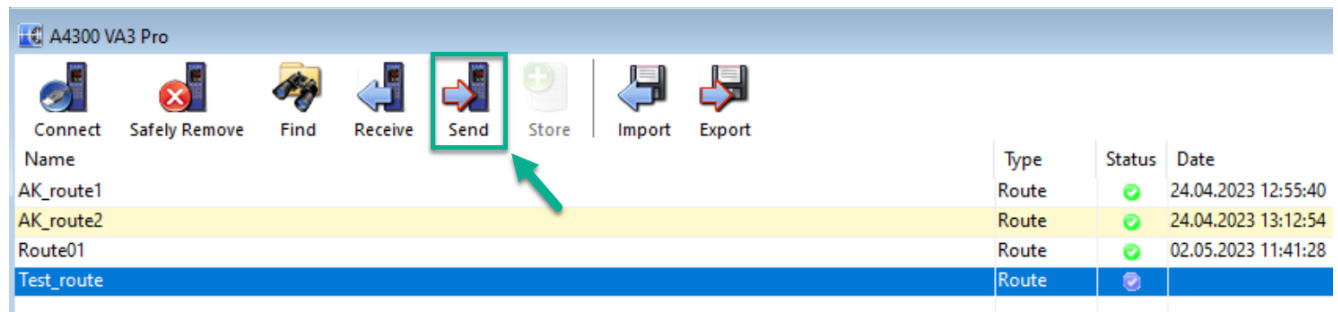 A4300 VA3 Pro
Connect Safely Remove Find Receive Send Store Import Export
Name Type Status Date
AK_route1 Route 24.04.2023 12:55:40
AK_route2 Route 24.04.2023 13:12:54
Route01 Route 02.05.2023 11:41:28
Test_route Route